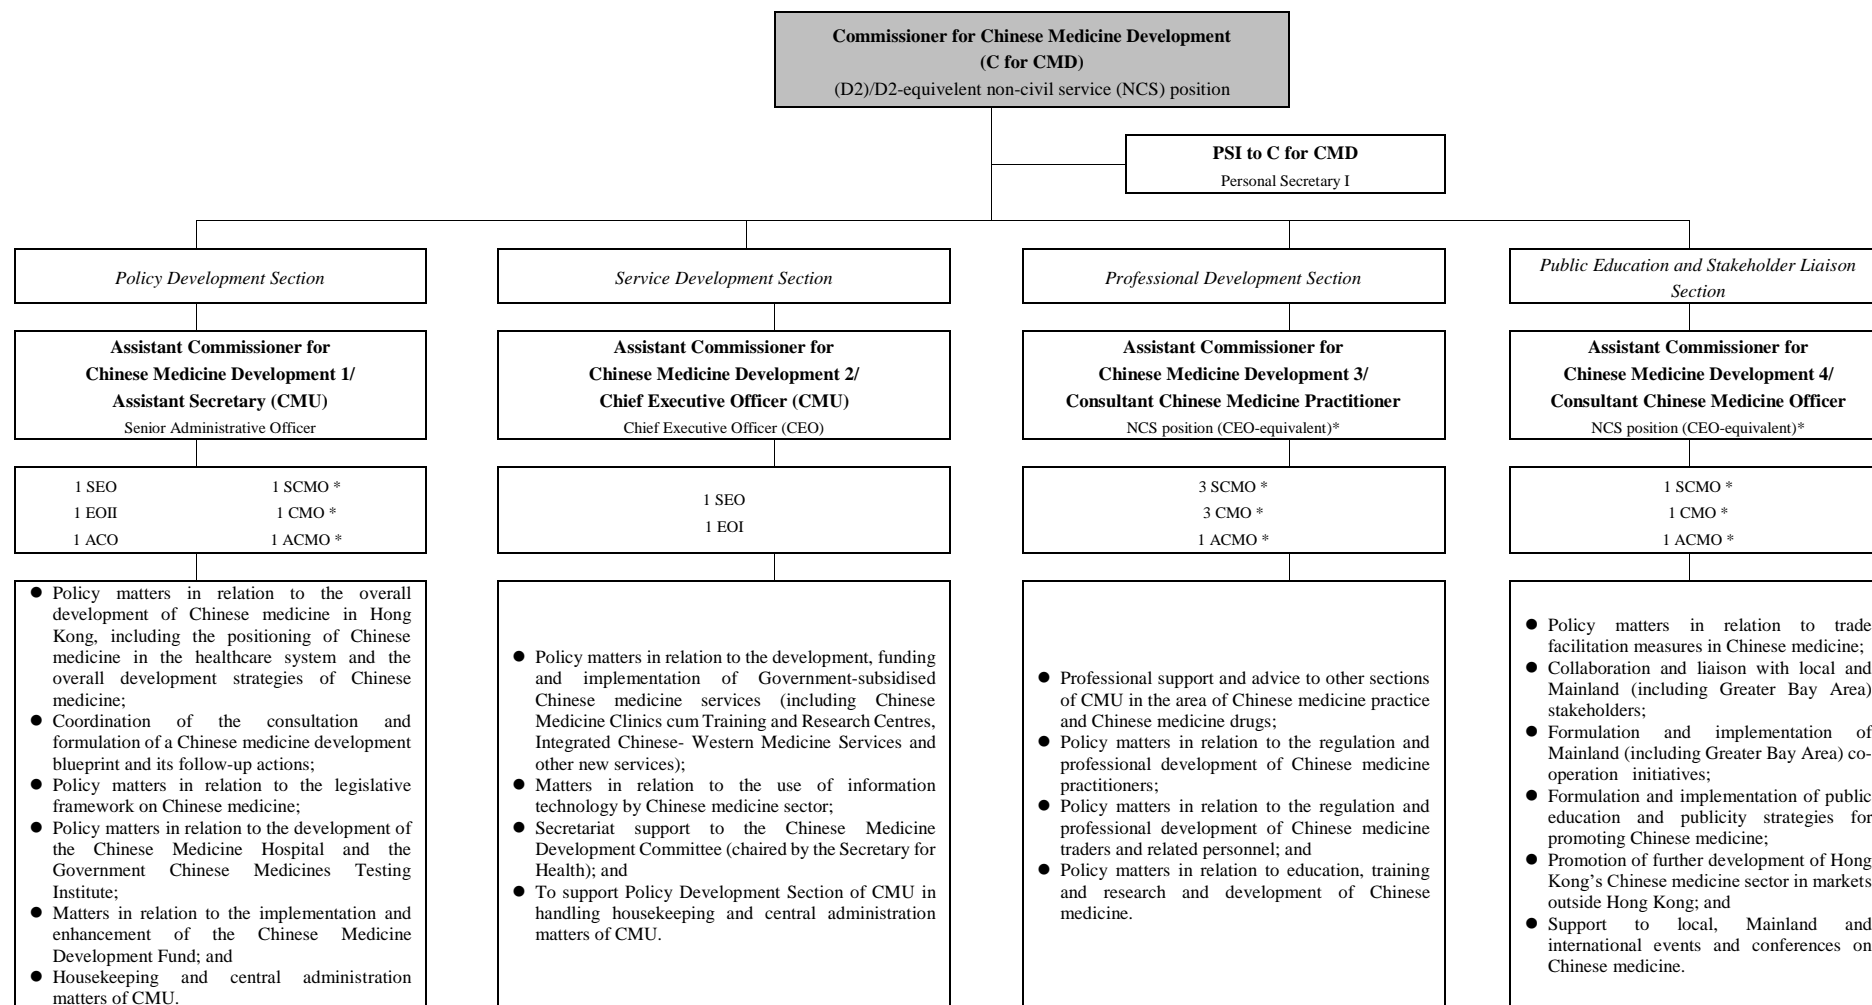 Commissioner for Chinese Medicine Development
(C for CMD)
(D2)/D2-equivelent non-civil service (NCS) position
PSI to C for CMD
Personal Secretary I
Policy Development Section
Assistant Commissioner for
Chinese Medicine Development 1/
Assistant Secretary (CMU)
Senior Administrative Officer
1 SEO 1 SCMO *
1 EOII 1 CMO *
1 ACO 1 ACMO *
● Policy matters in relation to the overall
development of Chinese medicine in Hong
Kong, including the positioning of Chinese
medicine in the healthcare system and the
overall development strategies of Chinese
medicine;
● Coordination of the consultation and
formulation of a Chinese medicine development
blueprint and its follow-up actions;
● Policy matters in relation to the legislative
framework on Chinese medicine;
● Policy matters in relation to the development of
the Chinese Medicine Hospital and the
Government Chinese Medicines Testing
Institute;
● Matters in relation to the implementation and
enhancement of the Chinese Medicine
Development Fund; and
● Housekeeping and central administration
matters of CMU.
Service Development Section
Assistant Commissioner for
Chinese Medicine Development 2/
Chief Executive Officer (CMU)
Chief Executive Officer (CEO)
1 SEO
1 EOI
● Policy matters in relation to the development, funding
and implementation of Government-subsidised
Chinese medicine services (including Chinese
Medicine Clinics cum Training and Research Centres,
Integrated Chinese- Western Medicine Services and
other new services);
● Matters in relation to the use of information
technology by Chinese medicine sector;
● Secretariat support to the Chinese Medicine
Development Committee (chaired by the Secretary for
Health); and
● To support Policy Development Section of CMU in
handling housekeeping and central administration
matters of CMU.
Professional Development Section
Assistant Commissioner for
Chinese Medicine Development 3/
Consultant Chinese Medicine Practitioner
NCS position (CEO-equivalent)*
3 SCMO *
3 CMO *
1 ACMO *
● Professional support and advice to other sections
of CMU in the area of Chinese medicine practice
and Chinese medicine drugs;
● Policy matters in relation to the regulation and
professional development of Chinese medicine
practitioners;
● Policy matters in relation to the regulation and
professional development of Chinese medicine
traders and related personnel; and
● Policy matters in relation to education, training
and research and development of Chinese
medicine.
Public Education and Stakeholder Liaison
Section
Assistant Commissioner for
Chinese Medicine Development 4/
Consultant Chinese Medicine Officer
NCS position (CEO-equivalent)*
1 SCMO *
1 CMO *
1 ACMO *
● Policy matters in relation to trade
facilitation measures in Chinese medicine;
● Collaboration and liaison with local and
Mainland (including Greater Bay Area)
stakeholders;
● Formulation and implementation of
Mainland (including Greater Bay Area) co-
operation initiatives;
● Formulation and implementation of public
education and publicity strategies for
promoting Chinese medicine;
● Promotion of further development of Hong
Kong's Chinese medicine sector in markets
outside Hong Kong; and
● Support to local, Mainland and
international events and conferences on
Chinese medicine.